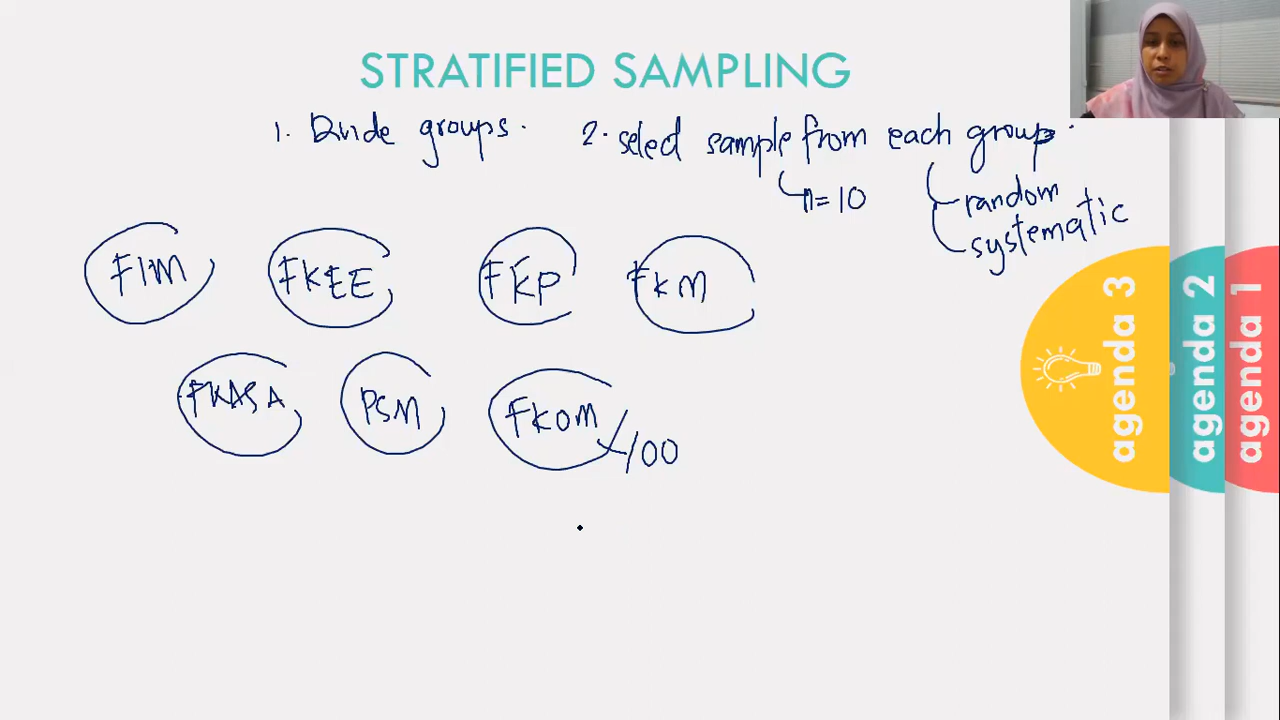 STRATIFIED SAMPLING
1. Divide groups.
2. select sample from each group.
n=10
random
systematic
FIM FKEE FKP FKM
FKASA PSM FKOM
100
agenda 3
agenda 2
agenda 1